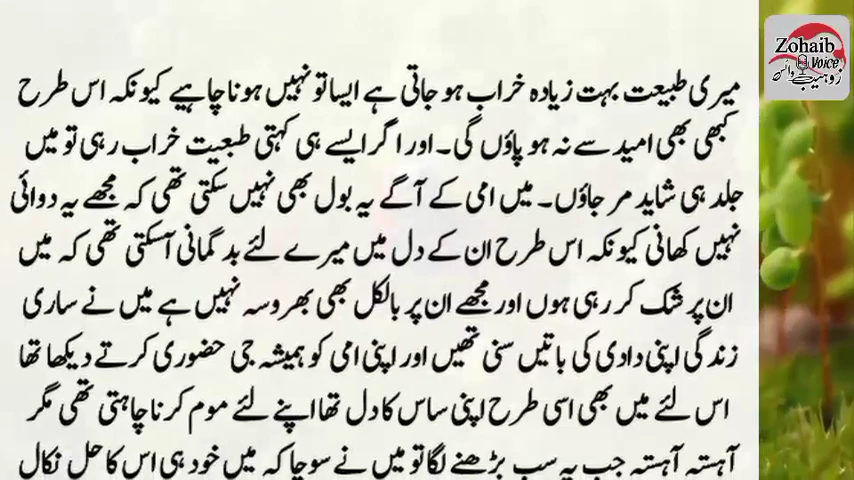 میری طبیعت بہت زیادہ خراب ہو جاتی ہے ایسا تو نہیں ہونا چاہیے کیونکہ اس طرح
کبھی بھی امید سے نہ ہو پاؤں گی۔ اور اگر ایسے ہی کہتی طبعیت خراب رہی تو میں
جلد ہی شاید مر جاؤں۔ میں امی کے آگے یہ بول بھی نہیں سکتی تھی کہ مجھے یہ دوائی
نہیں کھانی کیونکہ اس طرح ان کے دل میں میرے لئے بدگمانی آسکتی تھی کہ میں
ان پر شک کر رہی ہوں اور مجھے ان پر بالکل بھی بھروسہ نہیں ہے میں نے ساری
زندگی اپنی دادی کی باتیں سنی تھیں اور اپنی امی کو ہمیشہ جی حضوری کرتے دیکھا تھا
اس لئے میں بھی اسی طرح اپنی ساس کا دل تھا اپنے لئے موم کرنا چاہتی تھی مگر
آہستہ آہستہ جب یہ سب بڑھنے لگا تو میں نے سوچا کہ میں خود ہی اس کا حل نکال
Zohaib
Voice
زوہیب وائس